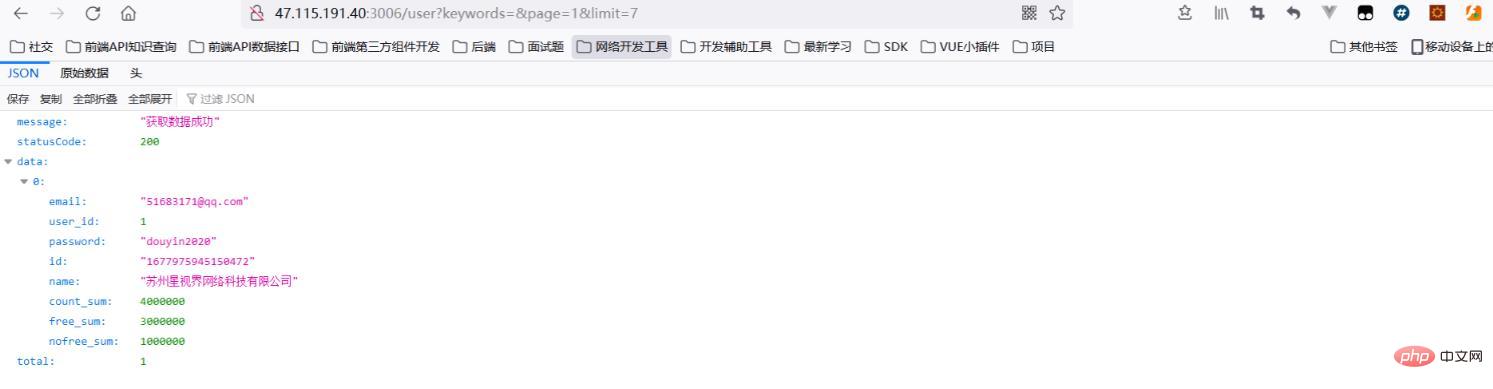 47.115.191.40:3006/user?keywords=&page=1&limit=7
社交 前端API知识查询 前端API数据接口 前端第三方组件开发 后端 面试题 网络开发工具 开发辅助工具 最新学习 SDK VUE小插件 项目 其他书签 移动设备上的
JSON 原始数据 头
保存 复制 全部折叠 全部展开 过滤 JSON
message: "获取数据成功"
statusCode: 200
data:
0:
email: "51683171@qq.com"
user_id: 1
password: "douyin2020"
id: "1677975945150472"
name: "苏州星视界网络科技有限公司"
count_sum: 4000000
free_sum: 3000000
nofree_sum: 1000000
total: 1
php 中文网